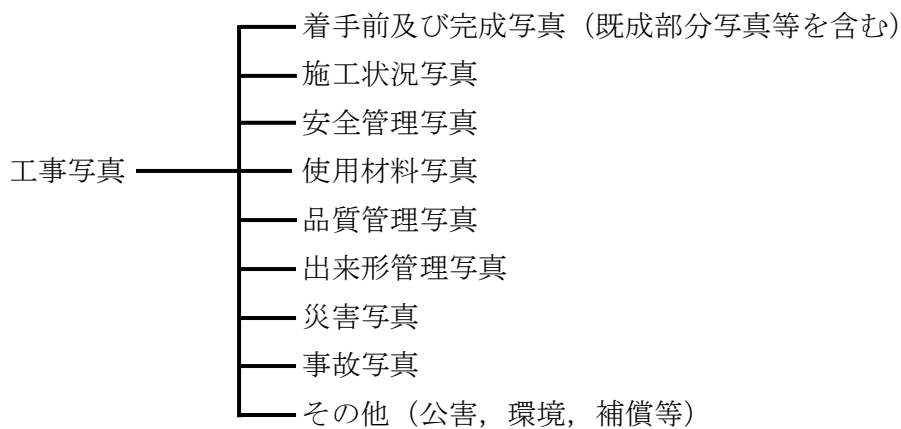 着手前及び完成写真（既成部分写真等を含む）
施工状況写真
安全管理写真
工事写真
使用材料写真
品質管理写真
出来形管理写真
災害写真
事故写真
その他（公害，環境，補償等）